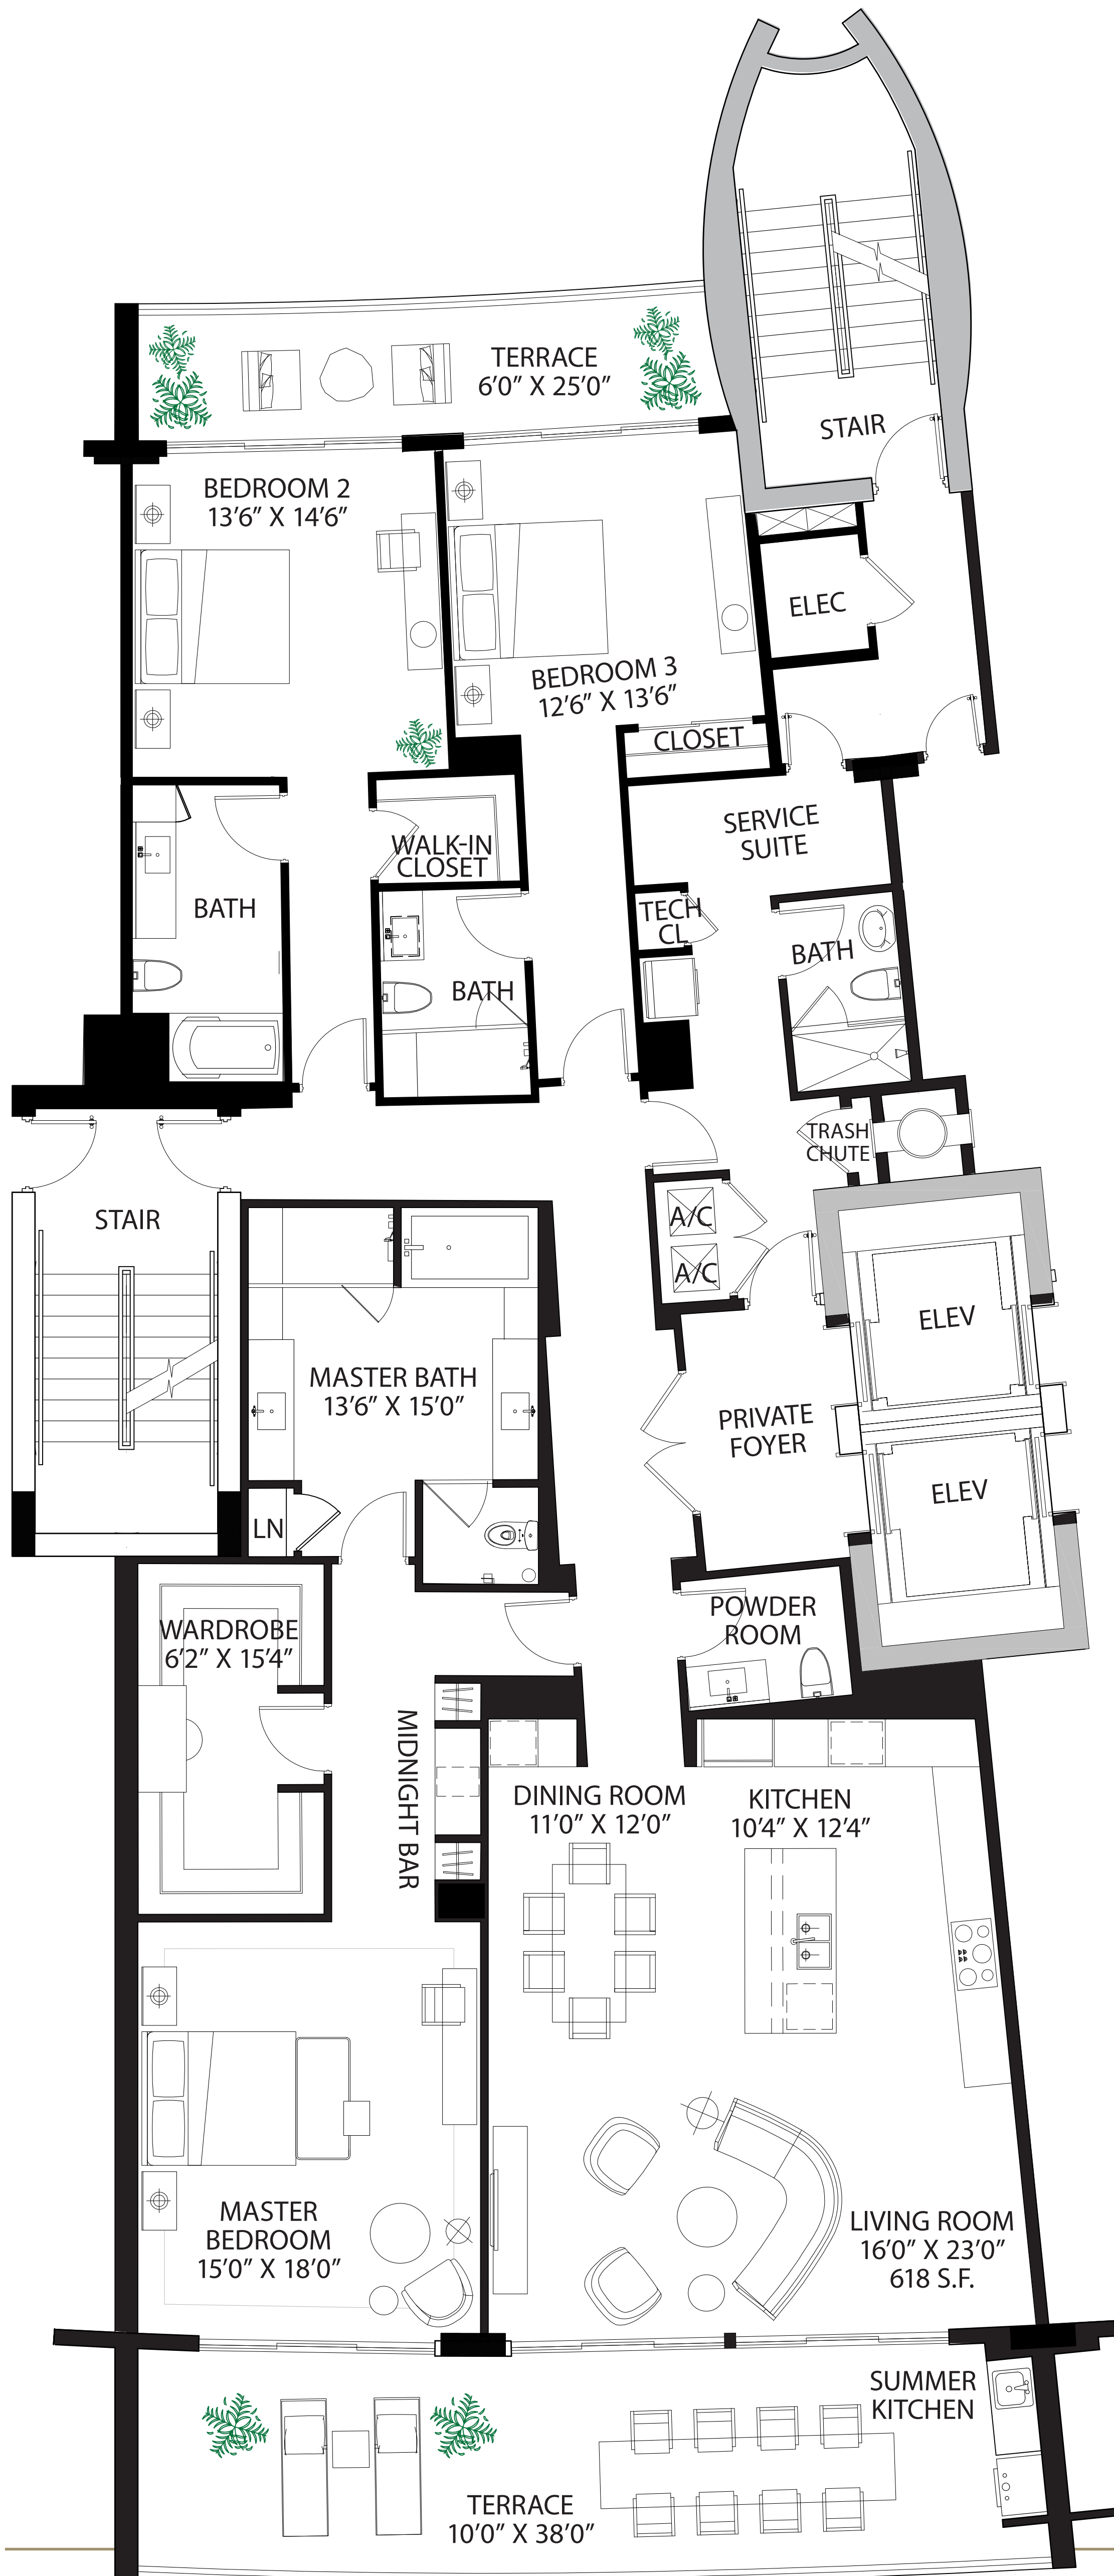 TERRACE
6’0” X 25’0”
STAIR
BEDROOM 2
13’6” X 14’6”
ELEC
BEDROOM 3
12’6” X 13’6”
CLOSET
SERVICE
SUITE
WALK-IN
CLOSET
BATH
TECH
CL
BATH
BATH
TRASH
CHUTE
STAIR
A/C
A/C
ELEV
MASTER BATH
13’6” X 15’0”
PRIVATE
FOYER
ELEV
LN
POWDER
ROOM
WARDROBE
6’2” X 15’4”
MIDNIGHT BAR
DINING ROOM
11’0” X 12’0”
KITCHEN
10’4” X 12’4”
MASTER
BEDROOM
15’0” X 18’0”
LIVING ROOM
16’0” X 23’0”
618 S.F.
SUMMER
KITCHEN
TERRACE
10’0” X 38’0”